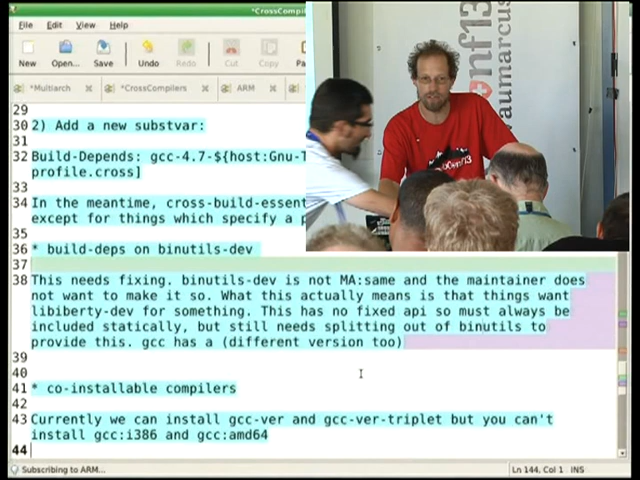 *CrossCompil
File Edit View Help
New Open... Save Undo Redo Cut Copy Pa
*Multiarch *CrossCompilers ARM
29
30 2) Add a new substvar:
31
32 Build-Depends: gcc-4.7-${host:Gnu-T
profile.cross]
33
34 In the meantime, cross-build-essent
except for things which specify a p
35
36 * build-deps on binutils-dev
37
38 This needs fixing. binutils-dev is not MA:same and the maintainer does
not want to make it so. What this actually means is that things want
libiberty-dev for something. This has no fixed api so must always be
included statically, but still needs splitting out of binutils to
provide this. gcc has a (different version too)
39
40
41 * co-installable compilers
42
43 Currently we can install gcc-ver and gcc-ver-triplet but you can't
install gcc:i386 and gcc:amd64
44
Subscribing to ARM... Ln 144, Col 1 INS
nf13
vaumarcus